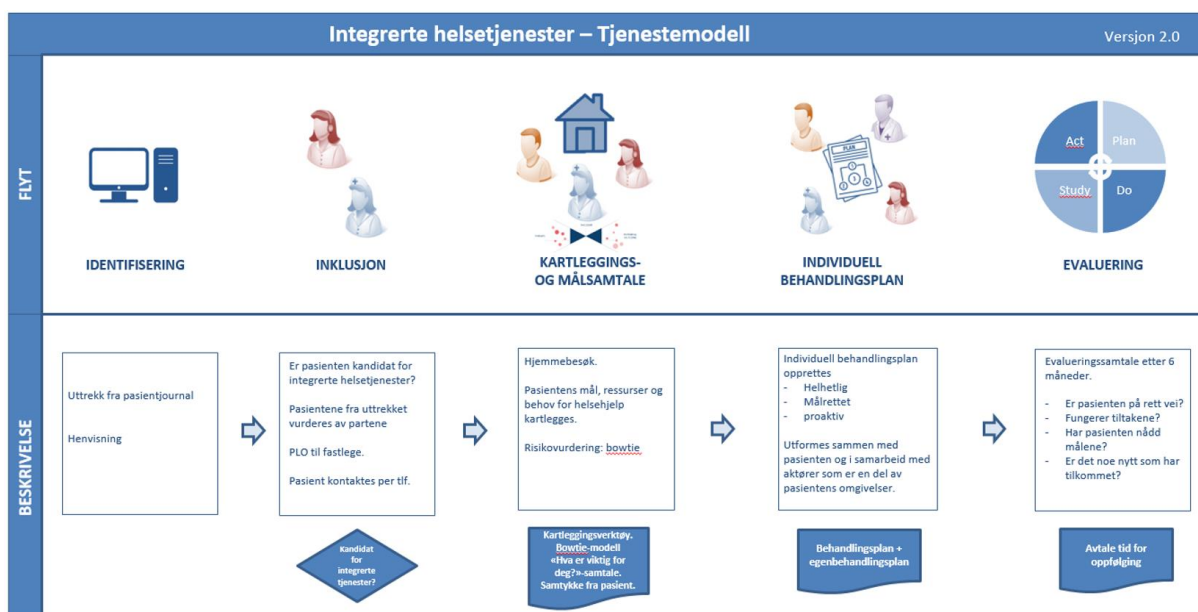 Integrerte helsetjenester – Tjenestemodell
Versjon 2.0
FLYT
IDENTIFISERING
INKLUSJON
KARTLEGGINGS-
OG MÅLSAMTALE
PLAN
INDIVIDUELL
BEHANDLINGSPLAN
Act
Plan
Study
Do
EVALUERING
BESKRIVELSE
Uttrekk fra pasientjournal
Henvisning
Er pasienten kandidat for
integrerte helsetjenester?
Pasientene fra uttrekket
vurderes av partene
PLO til fastlege.
Pasient kontaktes per tlf.
Kandidat
for
integrerte
tjenester?
Hjemmebesøk.
Pasientens mål, ressurser og
behov for helsehjelp
kartlegges.
Risikovurdering: bowtie
Kartleggingsverktøy.
Bowtie-modell
«Hva er viktig for
deg?»-samtale.
Samtykke fra pasient.
Individuell behandlingsplan
opprettes
- Helhetlig
- Målrettet
- proaktiv
Utformes sammen med
pasienten og i samarbeid med
aktører som er en del av
pasientens omgivelser.
Behandlingsplan +
egenbehandlingsplan
Evalueringssamtale etter 6
måneder.
- Er pasienten på rett vei?
- Fungerer tiltakene?
- Har pasienten nådd
målene?
- Er det noe nytt som har
tilkommet?
Avtale tid for
oppfølging